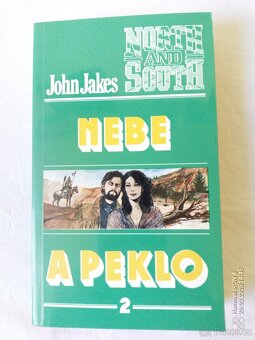 John Jakes
NORTH
AND
SOUTH
NEBE
A PEKLO
2